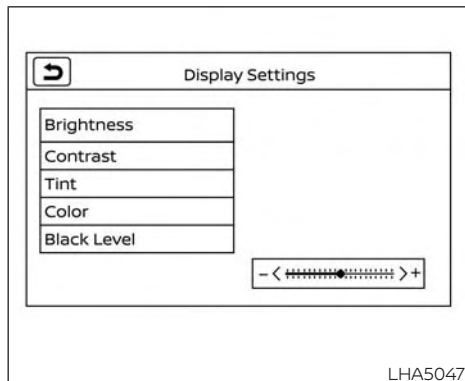 Display Settings
Brightness
Contrast
Tint
Color
Black Level
- < > +
LHA5047